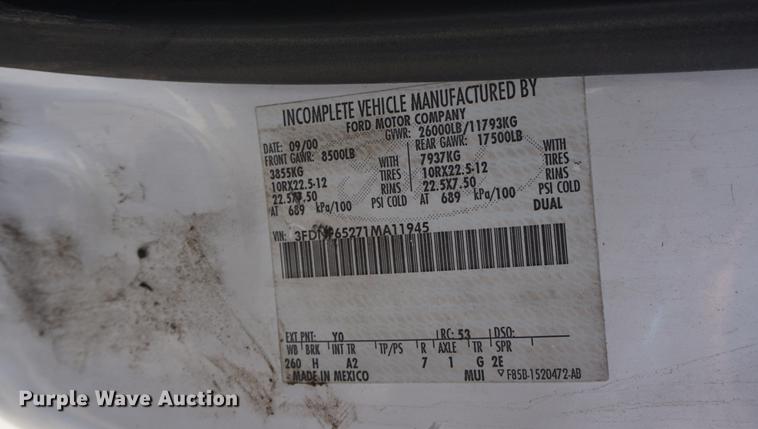 INCOMPLETE VEHICLE MANUFACTURED BY
FORD MOTOR COMPANY
DATE: 09/00 GVWR: 26000LB/11793KG
FRONT GAWR: 8500LB REAR GAWR: 17500LB
3855KG WITH 7937KG WITH
10RX22.5-12 TIRES 10RX22.5-12 TIRES
22.5X7.50 RINS 22.5X7.50 RINS
AT 689 kPa/100 PSI COLD AT 689 kPa/100 PSI COLD
DUAL
VIN:
EXT PNT: YO RC: 53 DSO:
WB BRK INT TR TP/PS R AXLE TR SPR
260 H A2 7 1 G 2E
MADE IN MEXICO MUI F85B-1520472-AB
Purple Wave Auction